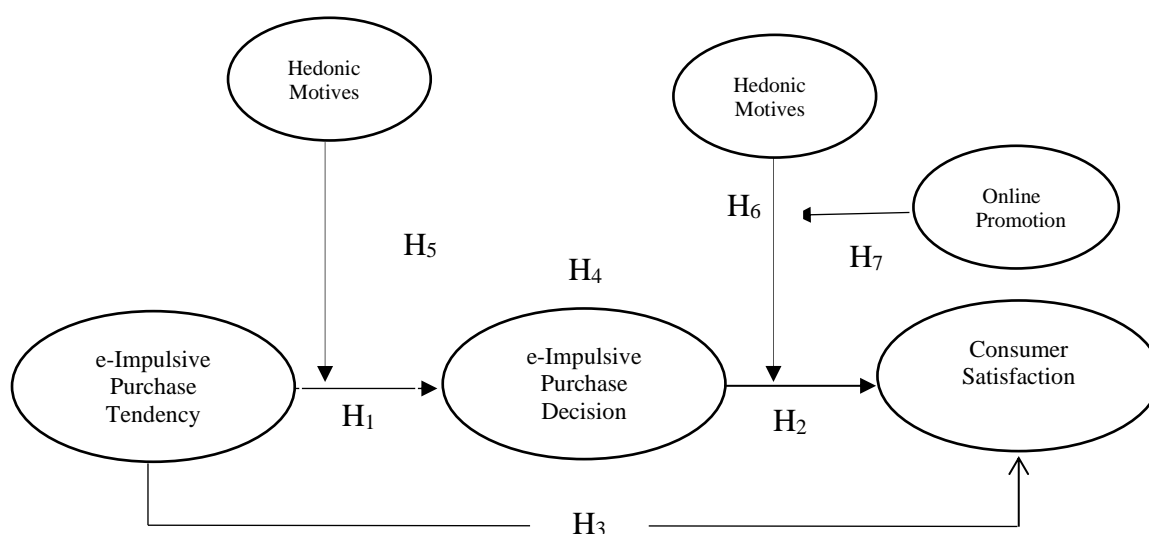 Hedonic
Motives
Hedonic
Motives
Online
Promotion
H6
H7
H5
H4
e-Impulsive
Purchase
Tendency
e-Impulsive
Purchase
Decision
Consumer
Satisfaction
H1
H2
H3